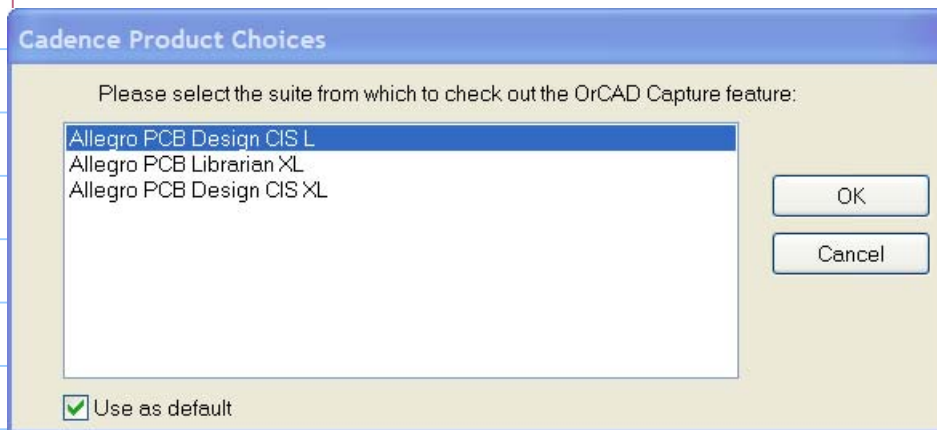 Cadence Product Choices
Please select the suite from which to check out the OrCAD Capture feature:
Allegro PCB Design CIS L
Allegro PCB Librarian XL
Allegro PCB Design CIS XL
OK
Cancel
Use as default